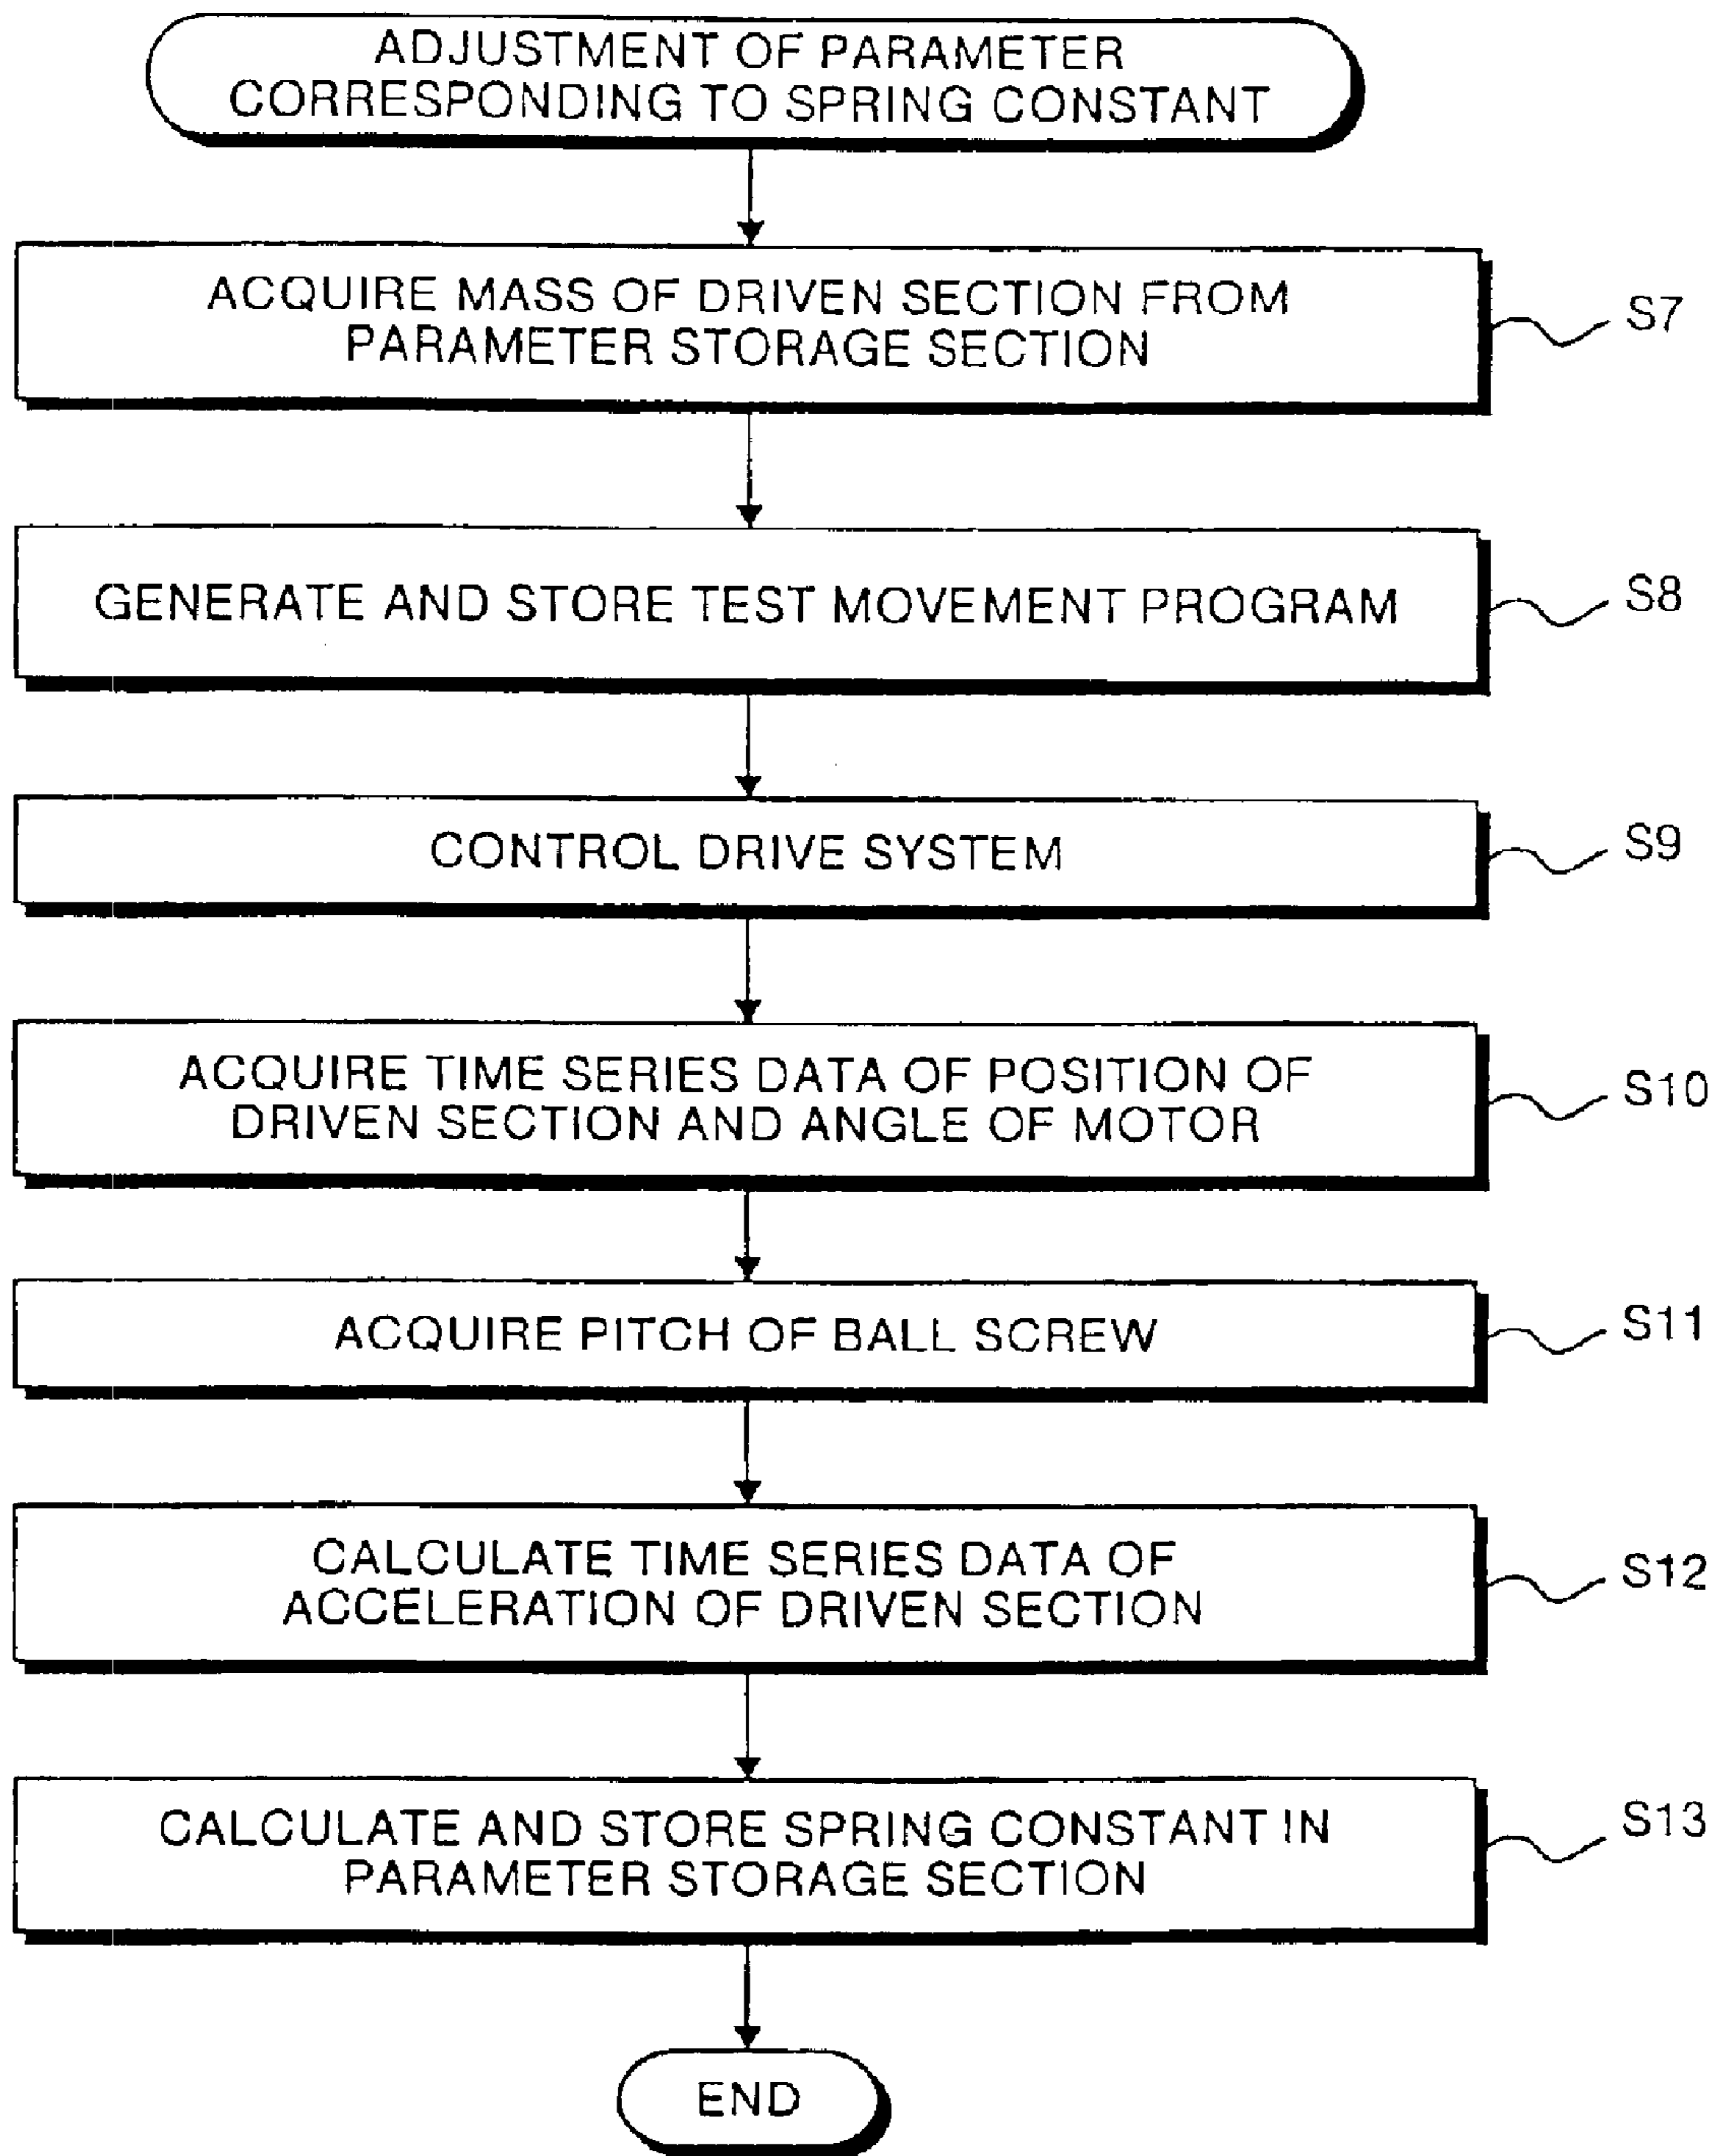 ADJUSTMENT OF PARAMETER
CORRESPONDING TO SPRING CONSTANT
ACQUIRE MASS OF DRIVEN SECTION FROM
PARAMETER STORAGE SECTION
S7
GENERATE AND STORE TEST MOVEMENT PROGRAM
S8
CONTROL DRIVE SYSTEM
S9
ACQUIRE TIME SERIES DATA OF POSITION OF
DRIVEN SECTION AND ANGLE OF MOTOR
S10
ACQUIRE PITCH OF BALL SCREW
S11
CALCULATE TIME SERIES DATA OF
ACCELERATION OF DRIVEN SECTION
S12
CALCULATE AND STORE SPRING CONSTANT IN
PARAMETER STORAGE SECTION
S13
END